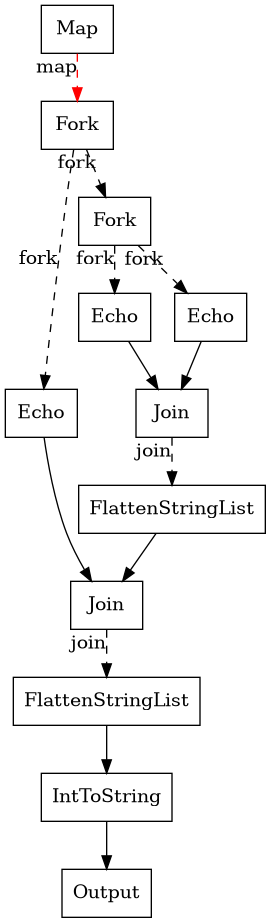 Map
map
Fork
fork
Fork
fork
fork
fork
Echo
Echo
Echo
Join
join
FlattenStringList
Join
join
FlattenStringList
IntToString
Output